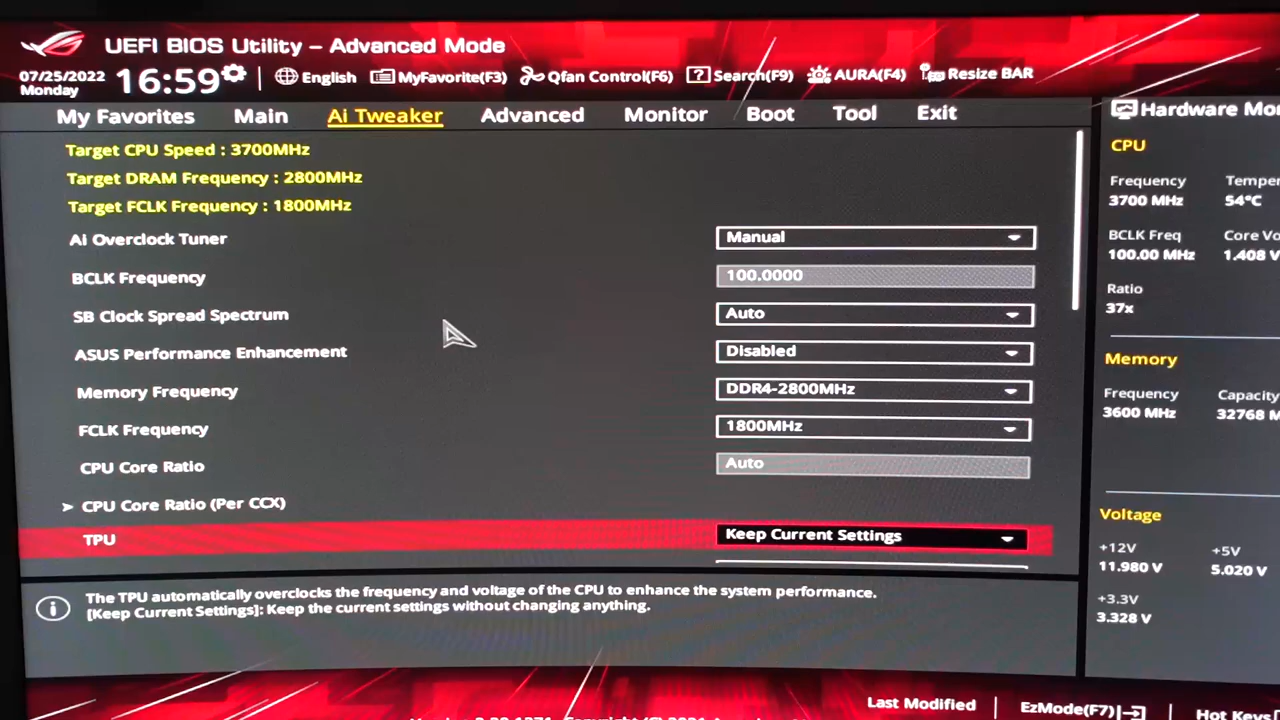 UEFI BIOS Utility – Advanced Mode
07/25/2022
Monday
16:59
English
MyFavorite(F3)
Qfan Control(F6)
Search(F9)
AURA(F4)
Resize BAR
My Favorites
Main
Ai Tweaker
Advanced
Monitor
Boot
Tool
Exit
Target CPU Speed : 3700MHz
Target DRAM Frequency : 2800MHz
Target FCLK Frequency : 1800MHz
Ai Overclock Tuner Manual
BCLK Frequency 100.0000
SB Clock Spread Spectrum Auto
ASUS Performance Enhancement Disabled
Memory Frequency DDR4-2800MHz
FCLK Frequency 1800MHz
CPU Core Ratio Auto
> CPU Core Ratio (Per CCX)
TPU Keep Current Settings
The TPU automatically overclocks the frequency and voltage of the CPU to enhance the system performance.
[Keep Current Settings]: Keep the current settings without changing anything.
Hardware
CPU
Frequency
3700 MHz
54°C
BCLK Freq Core
100.00 MHz 1.408 V
Ratio
37x
Memory
Frequency Capacity
3600 MHz 32768
Voltage
+12V +5V
11.980 V 5.020 V
+3.3V
3.328 V
Last Modified
EzMode(F7)
Hot